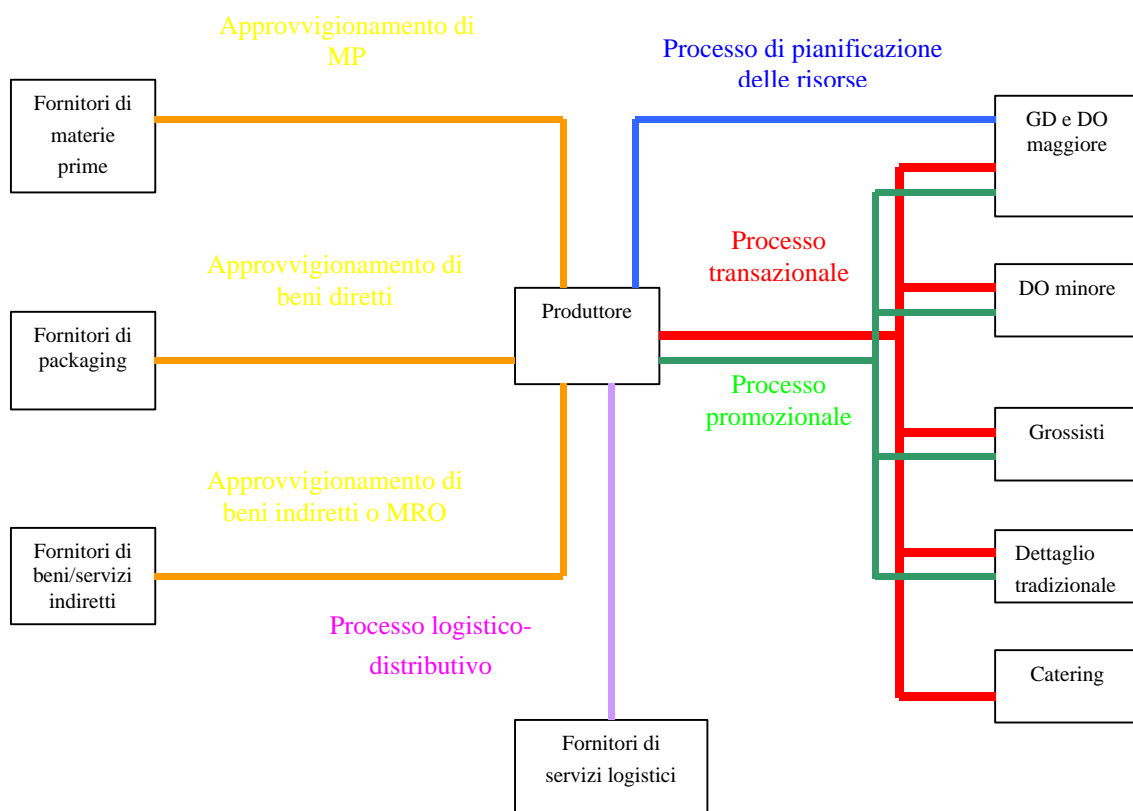 Approvvigionamento di
MP
Processo di pianificazione
delle risorse
Fornitori di
materie
prime
GD e DO
maggiore
Approvvigionamento di
beni diretti
Processo
transazionale
DO minore
Produttore
Fornitori di
packaging
Processo
promozionale
Grossisti
Approvvigionamento di
beni indiretti o MRO
Fornitori di
beni/servizi
indiretti
Dettaglio
tradizionale
Processo logistico-
distributivo
Catering
Fornitori di
servizi logistici